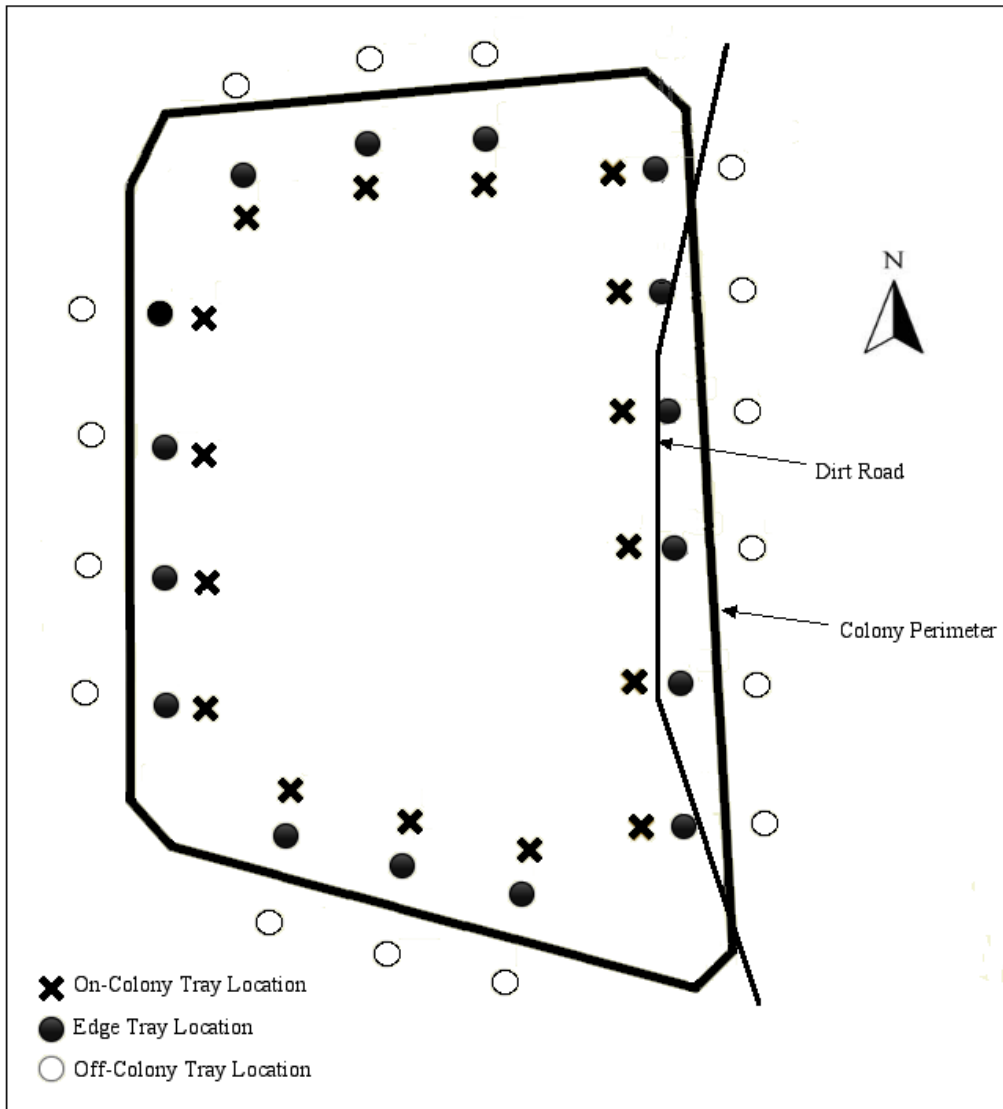 N
Dirt Road
Colony Perimeter
On-Colony Tray Location
Edge Tray Location
Off-Colony Tray Location